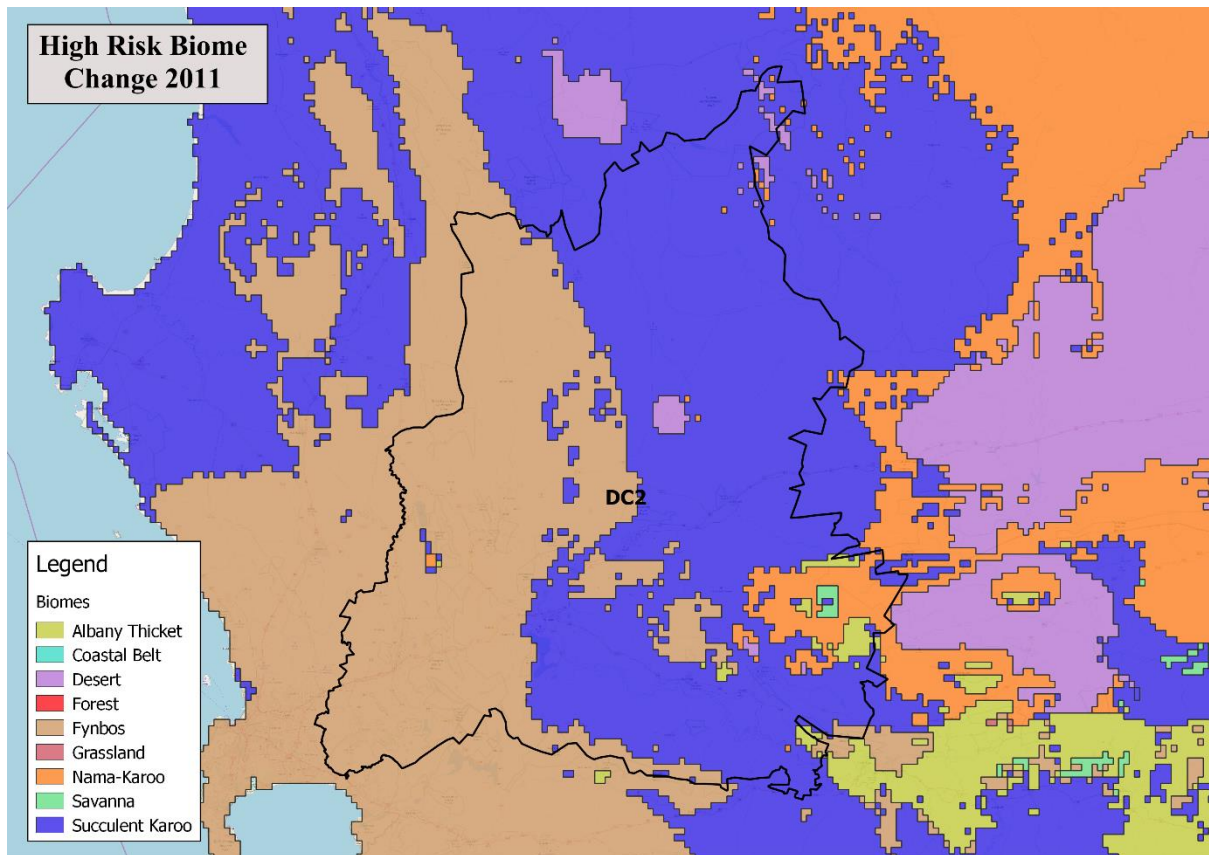 High Risk Biome
Change 2011
DC2
Legend
Biomes
Albany Thicket
Coastal Belt
Desert
Forest
Fynbos
Grassland
Nama-Karoo
Savanna
Succulent Karoo